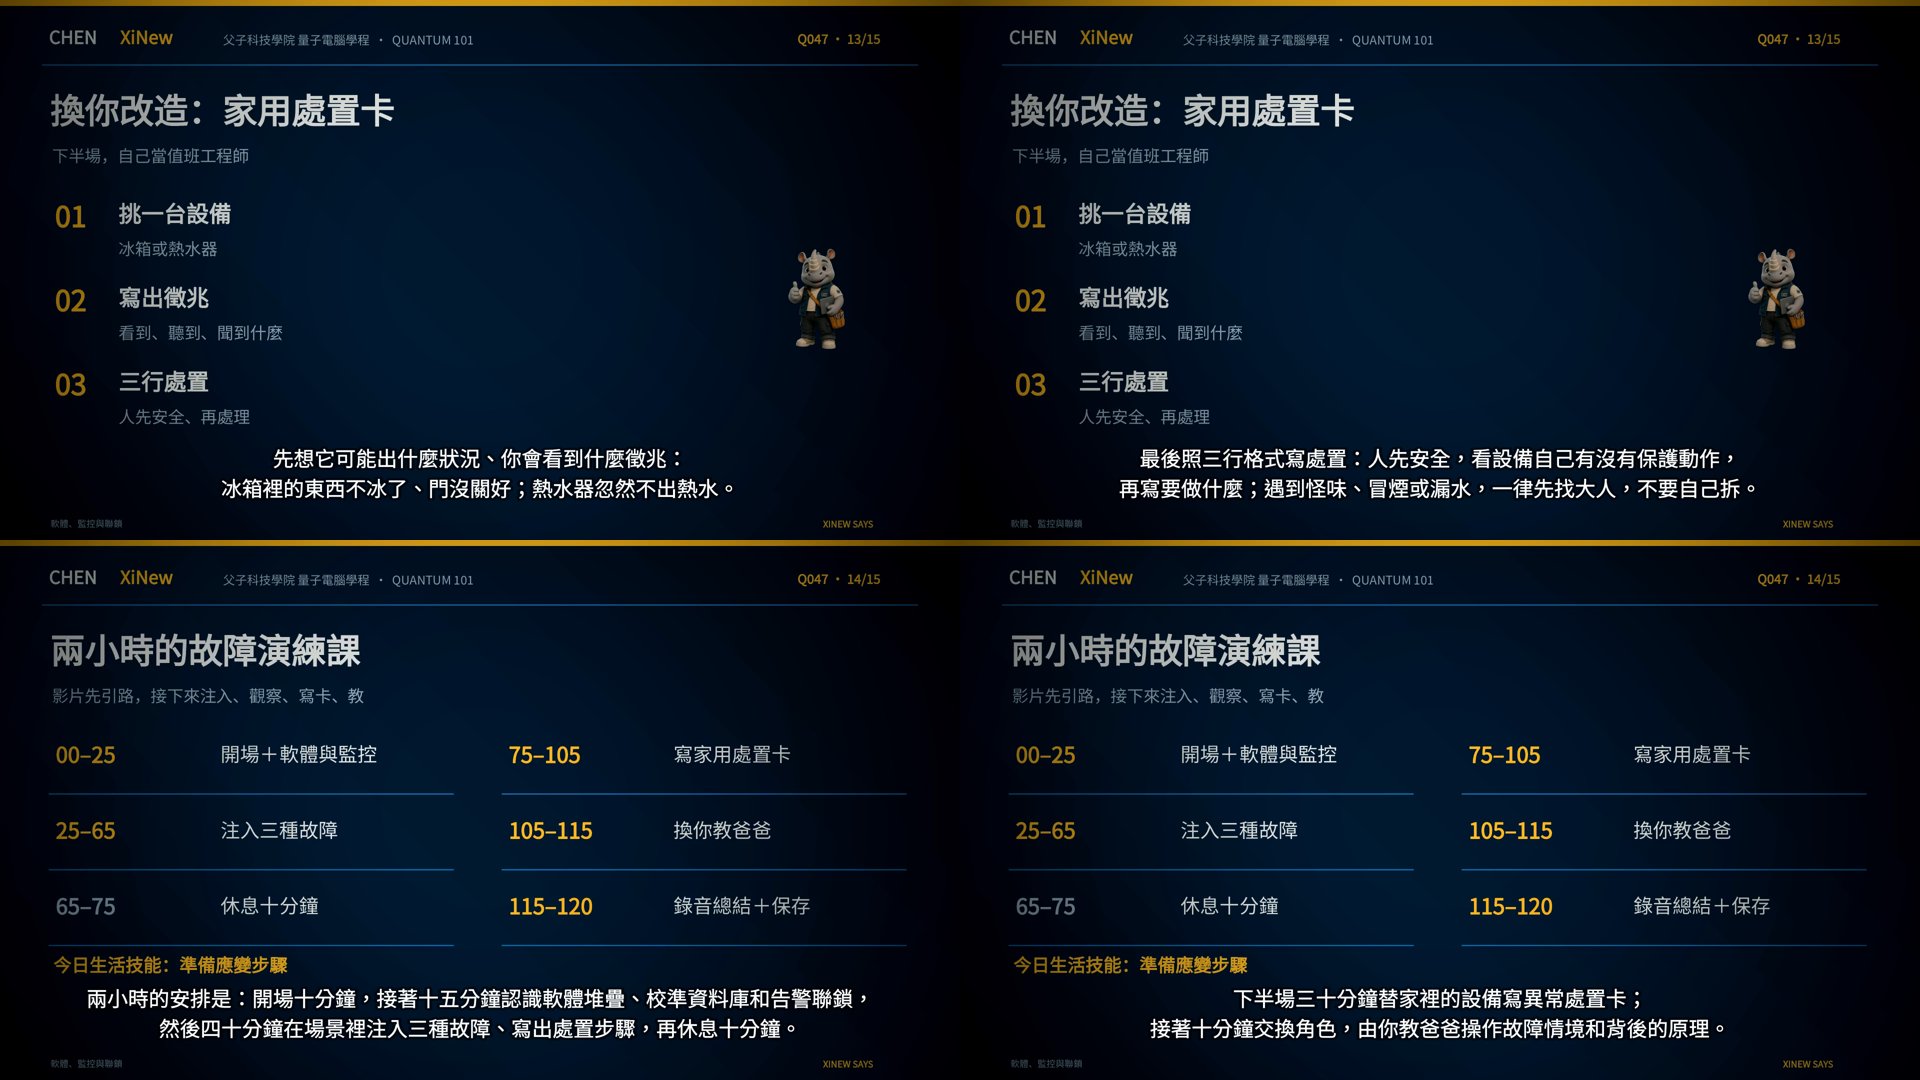 CHEN XiNew 父子科技學院 量子電腦學程 · QUANTUM 101 Q047 · 13/15
換你改造：家用處置卡
下半場，自己當值班工程師
01 挑一台設備
冰箱或熱水器
02 寫出徵兆
看到、聽到、聞到什麼
03 三行處置
人先安全、再處理
先想它可能出什麼狀況、你會看到什麼徵兆：
冰箱裡的東西不冰了、門沒關好；熱水器忽然不出熱水。
軟體、監控與聯鎖 XINEW SAYS
CHEN XiNew 父子科技學院 量子電腦學程 · QUANTUM 101 Q047 · 13/15
換你改造：家用處置卡
下半場，自己當值班工程師
01 挑一台設備
冰箱或熱水器
02 寫出徵兆
看到、聽到、聞到什麼
03 三行處置
人先安全、再處理
最後照三行格式寫處置：人先安全，看設備自己有沒有保護動作，
再寫要做什麼；遇到怪味、冒煙或漏水，一律先找大人，不要自己拆。
軟體、監控與聯鎖 XINEW SAYS
CHEN XiNew 父子科技學院 量子電腦學程 · QUANTUM 101 Q047 · 14/15
兩小時的故障演練課
影片先引路，接下來注入、觀察、寫卡、教
00–25 開場＋軟體與監控 75–105 寫家用處置卡
25–65 注入三種故障 105–115 換你教爸爸
65–75 休息十分鐘 115–120 錄音總結＋保存
今日生活技能：準備應變步驟
兩小時的安排是：開場十分鐘，接著十五分鐘認識軟體堆疊、校準資料庫和告警聯鎖，
然後四十分鐘在場景裡注入三種故障、寫出處置步驟，再休息十分鐘。
軟體、監控與聯鎖 XINEW SAYS
CHEN XiNew 父子科技學院 量子電腦學程 · QUANTUM 101 Q047 · 14/15
兩小時的故障演練課
影片先引路，接下來注入、觀察、寫卡、教
00–25 開場＋軟體與監控 75–105 寫家用處置卡
25–65 注入三種故障 105–115 換你教爸爸
65–75 休息十分鐘 115–120 錄音總結＋保存
今日生活技能：準備應變步驟
下半場三十分鐘替家裡的設備寫異常處置卡；
接著十分鐘交換角色，由你教爸爸操作故障情境和背後的原理。
軟體、監控與聯鎖 XINEW SAYS